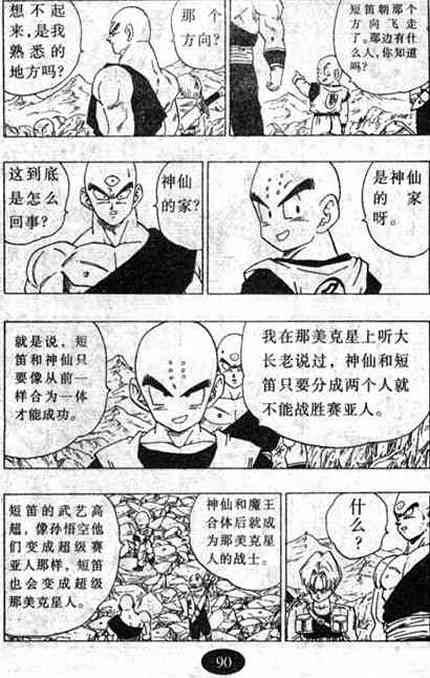 短笛朝那个
方向飞走
了。那边有什
么人,你知道
吗?
那个
方向?
想不起
来,是我
熟悉的
地方吗?
是神仙
的家
呀。
神仙
的家?
这到底
是怎么
回事?
我在那美克星上听大
长老说过,神仙和短
笛只要分成两个人就
不能战胜赛亚人。
就是说,短
笛和神仙只
要像从前一
样合为一体
才能成功。
什
么?
神仙和魔王
合体后就成
为那美克星
人的战士。
短笛的武艺高
超,像孙悟空他
们变成超级赛
亚人那样,短笛
也会变成超级
那美克星人。
90